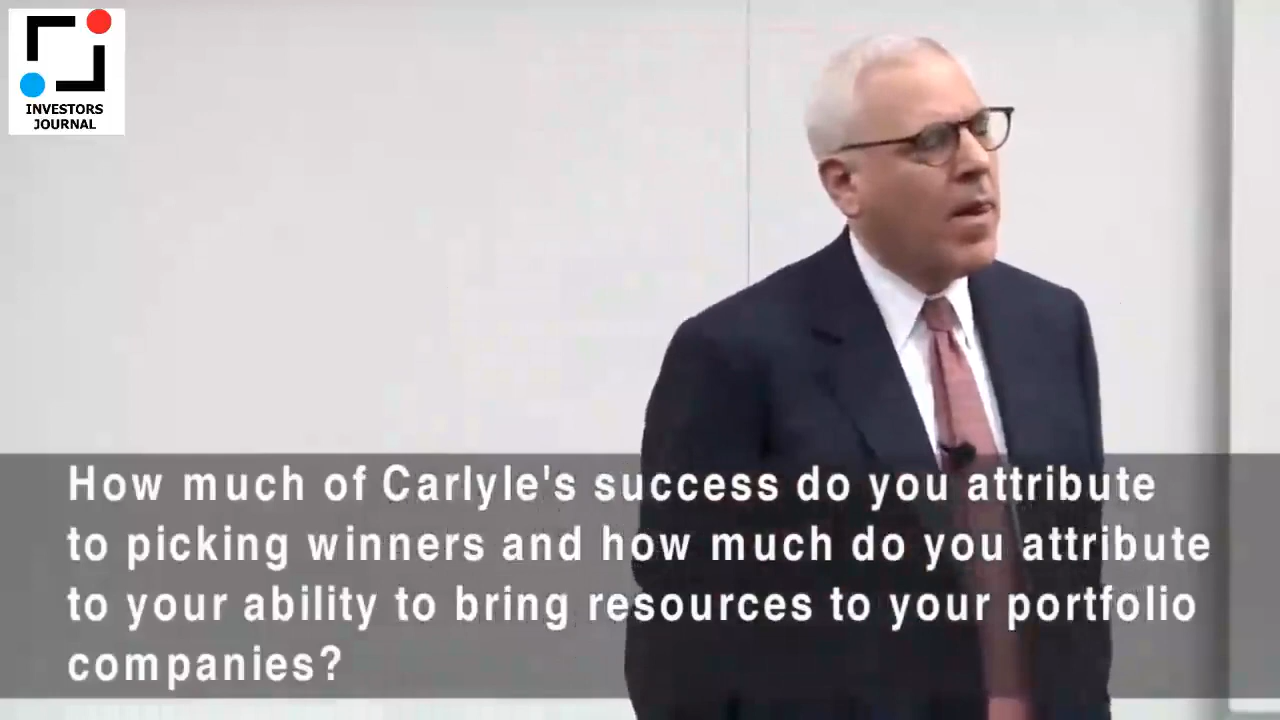 INVESTORS
JOURNAL
How much of Carlyle's success do you attribute
to picking winners and how much do you attribute
to your ability to bring resources to your portfolio
companies?